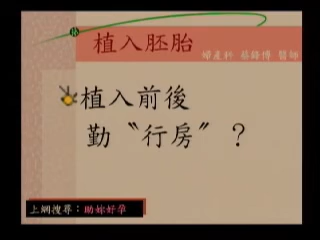 植入胚胎
婦產科 蔡鋒博 醫師
植入前後
勤〝行房〞？
上網搜尋：助妳好孕